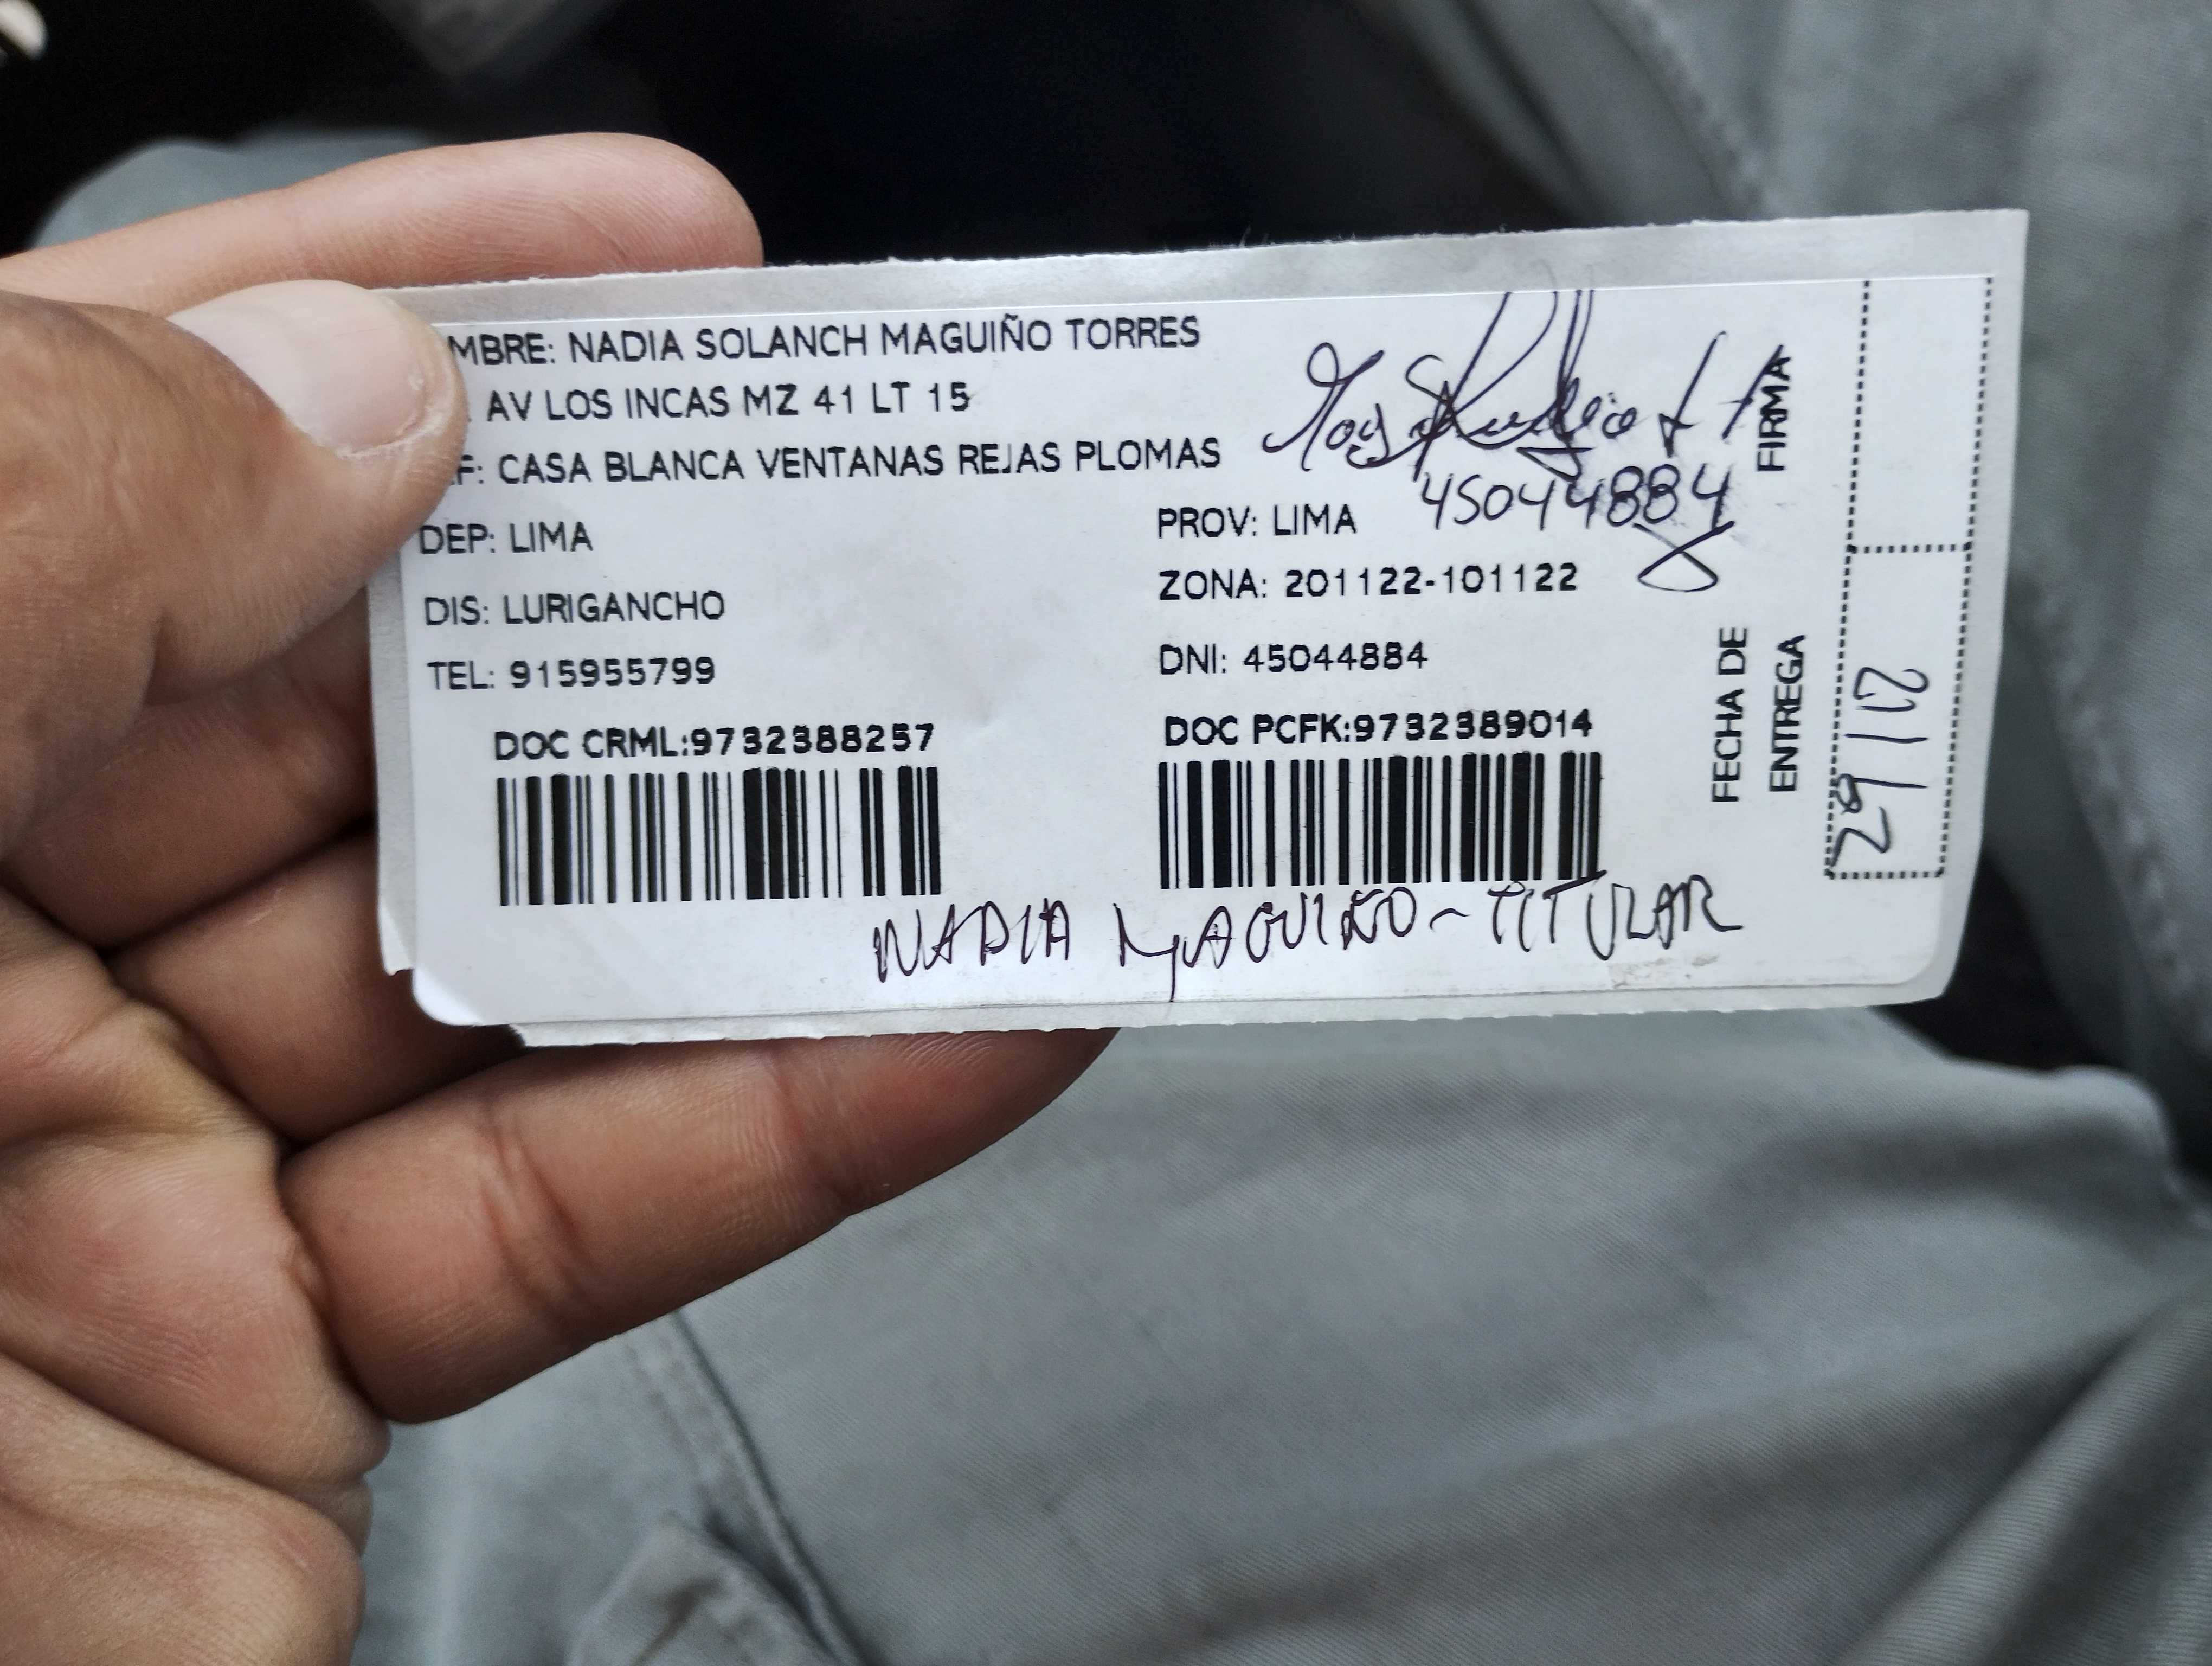 MBRE: NADIA SOLANCH MAGUIÑO TORRES
AV LOS INCAS MZ 41 LT 15
F: CASA BLANCA VENTANAS REJAS PLOMAS
DEP: LIMA
PROV: LIMA
45044884
DIS: LURIGANCHO
ZONA: 201122-101122
TEL: 915955799
DNI: 45044884
DOC CRML:9732388257
DOC PCFK:9732389014
NADIA MAGUIÑO - TITULAR
FIRMA
FECHA DE
ENTREGA